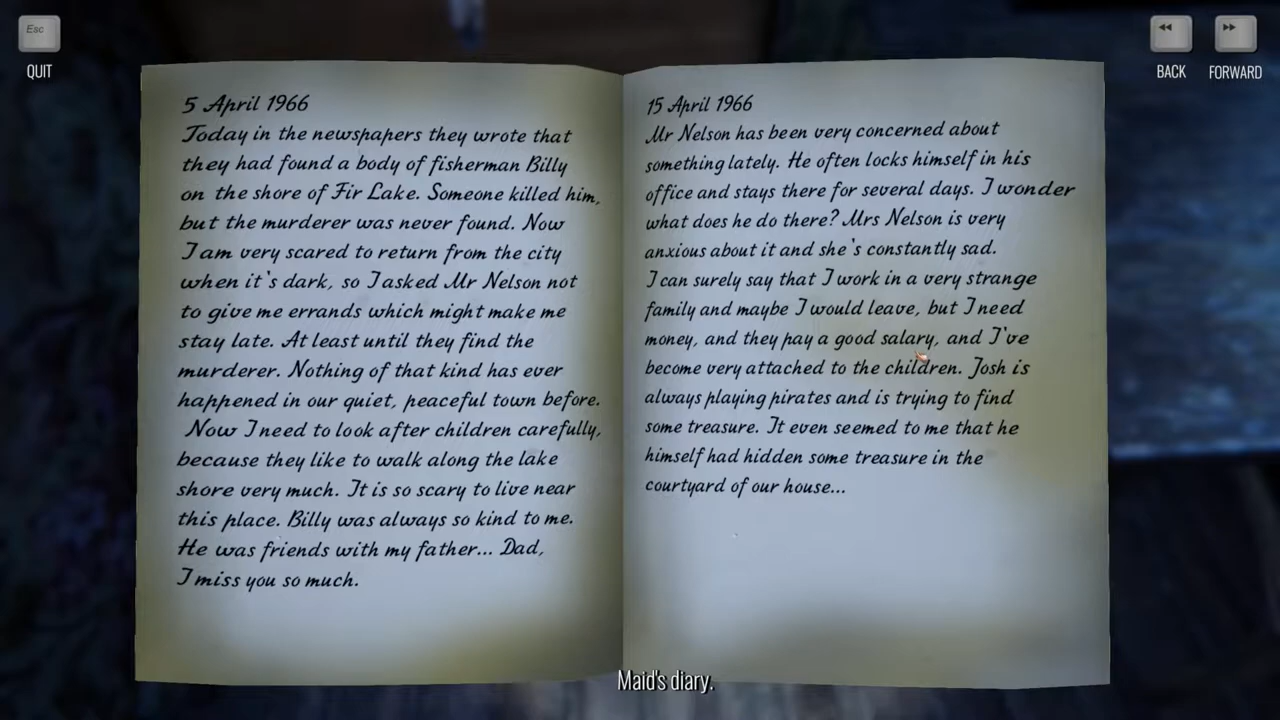 Esc
QUIT
BACK
FORWARD
5 April 1966
Today in the newspapers they wrote that
they had found a body of fisherman Billy
on the shore of Fir Lake. Someone killed him,
but the murderer was never found. Now
I am very scared to return from the city
when it's dark, so I asked Mr Nelson not
to give me errands which might make me
stay late. At least until they find the
murderer. Nothing of that kind has ever
happened in our quiet, peaceful town before.
Now I need to look after children carefully,
because they like to walk along the lake
shore very much. It is so scary to live near
this place. Billy was always so kind to me.
He was friends with my father... Dad,
I miss you so much.
15 April 1966
Mr Nelson has been very concerned about
something lately. He often locks himself in his
office and stays there for several days. I wonder
what does he do there? Mrs Nelson is very
anxious about it and she's constantly sad.
I can surely say that I work in a very strange
family and maybe I would leave, but I need
money, and they pay a good salary, and I've
become very attached to the children. Josh is
always playing pirates and is trying to find
some treasure. It even seemed to me that he
himself had hidden some treasure in the
courtyard of our house...
Maid's diary.